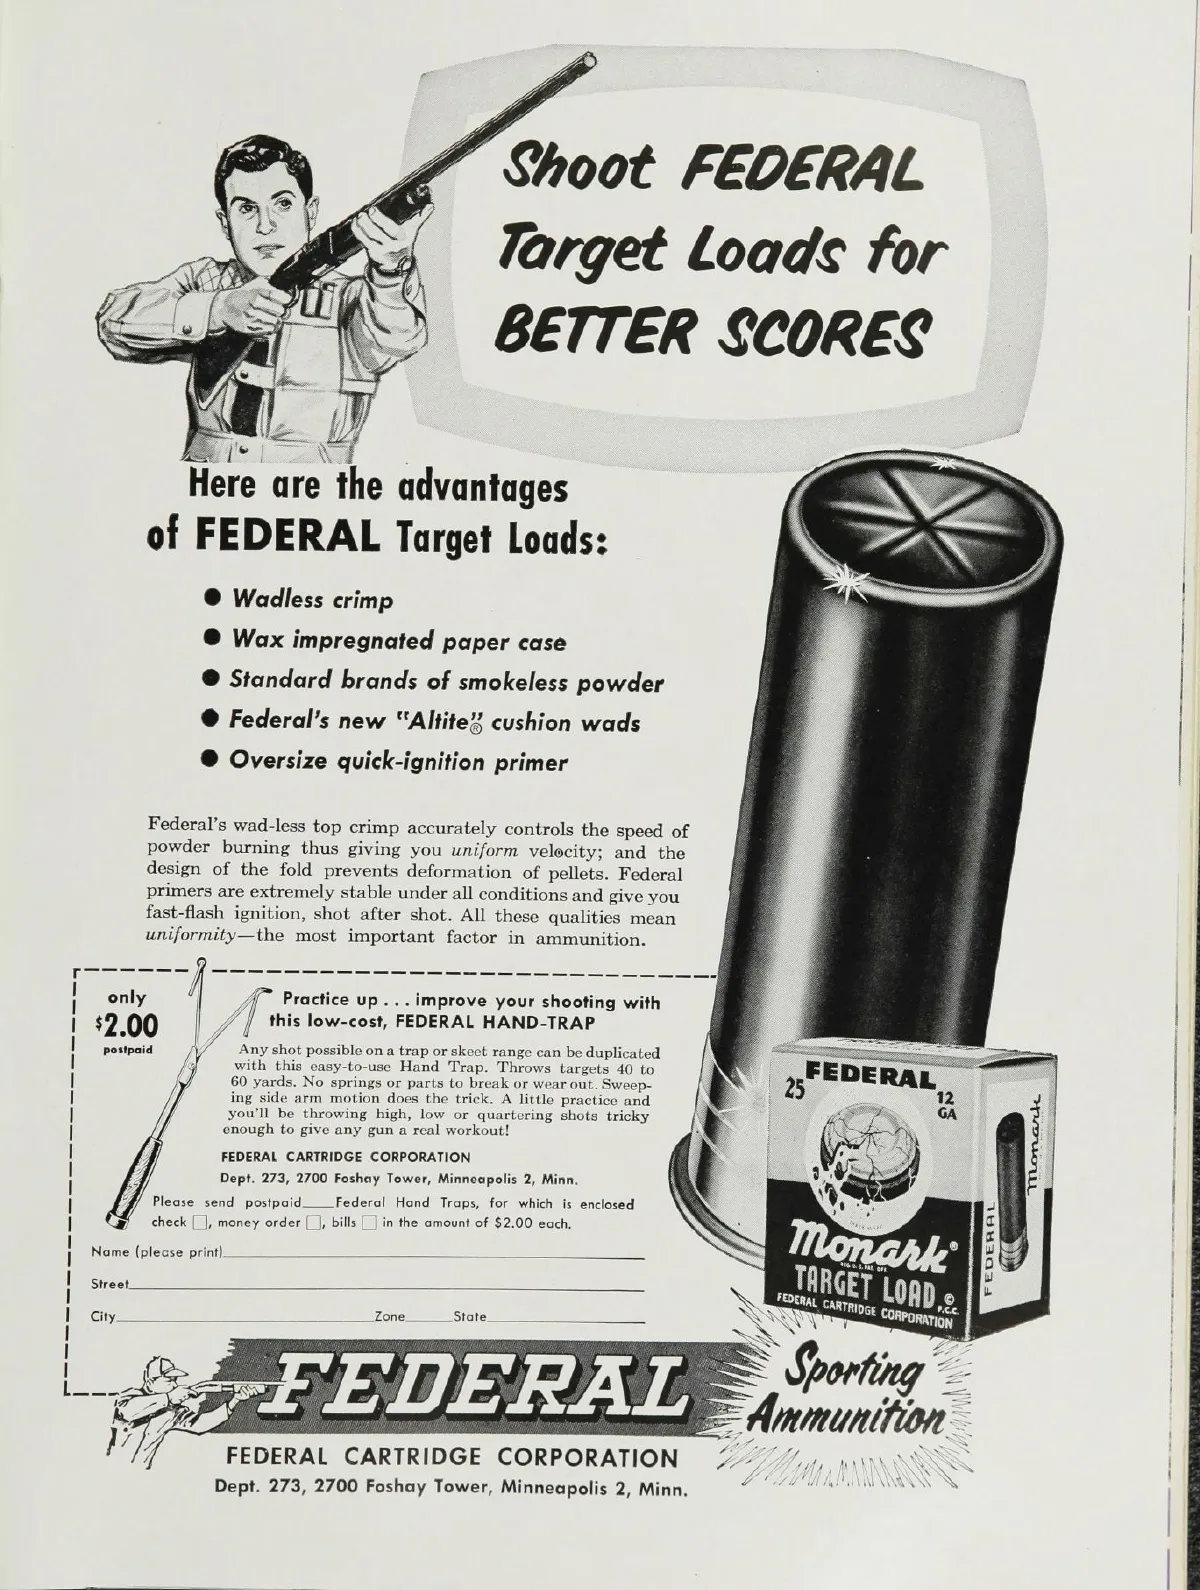 Shoot FEDERAL
Target Loads for
BETTER SCORES
Here are the advantages
of FEDERAL Target Loads:
● Wadless crimp
● Wax impregnated paper case
● Standard brands of smokeless powder
● Federal's new "Altite"® cushion wads
● Oversize quick-ignition primer
Federal's wad-less top crimp accurately controls the speed of
powder burning thus giving you uniform velocity; and the
design of the fold prevents deformation of pellets. Federal
primers are extremely stable under all conditions and give you
fast-flash ignition, shot after shot. All these qualities mean
uniformity—the most important factor in ammunition.
only
$2.00
postpaid
Practice up . . . improve your shooting with
this low-cost, FEDERAL HAND-TRAP
Any shot possible on a trap or skeet range can be duplicated
with this easy-to-use Hand Trap. Throws targets 40 to
60 yards. No springs or parts to break or wear out. Sweep-
ing side arm motion does the trick. A little practice and
you'll be throwing high, low or quartering shots tricky
enough to give any gun a real workout!
FEDERAL CARTRIDGE CORPORATION
Dept. 273, 2700 Foshay Tower, Minneapolis 2, Minn.
Please send postpaid____Federal Hand Traps, for which is enclosed
check □, money order □, bills □ in the amount of $2.00 each.
Name (please print)
Street
City Zone State
FEDERAL
25
12
GA
Monark®
REG. U. S. PAT. OFF.
TARGET LOAD ©
P.C.C.
FEDERAL CARTRIDGE CORPORATION
Monark
FEDERAL
FEDERAL
Sporting
Ammunition
FEDERAL CARTRIDGE CORPORATION
Dept. 273, 2700 Foshay Tower, Minneapolis 2, Minn.